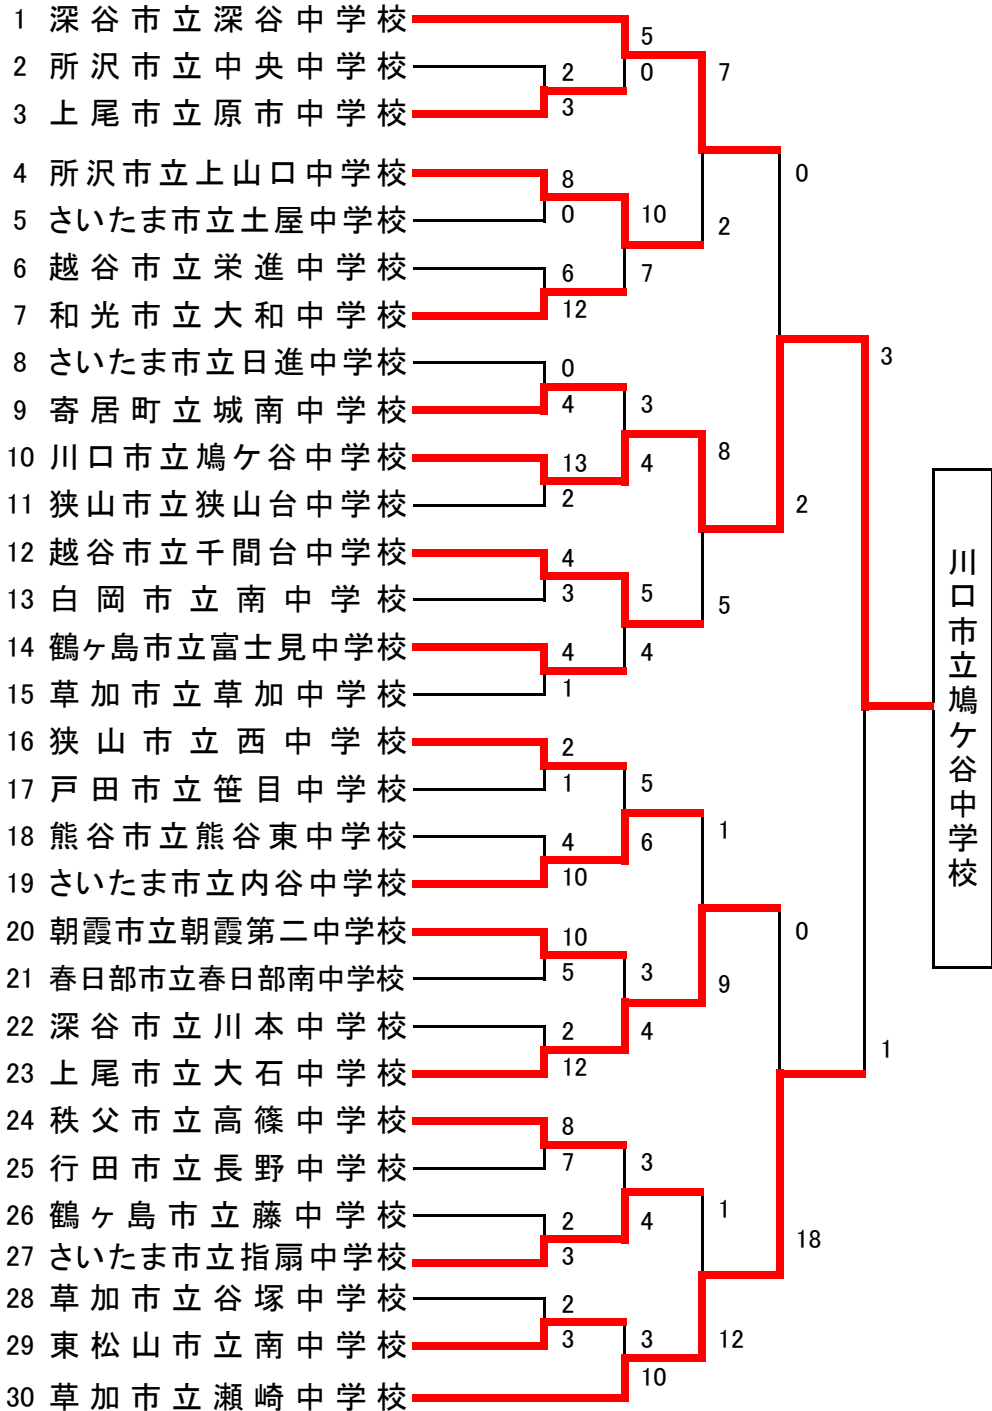 1 深谷市立深谷中学校
2 所沢市立中央中学校
3 上尾市立原市中学校
4 所沢市立上山口中学校
5 さいたま市立土屋中学校
6 越谷市立栄進中学校
7 和光市立大和中学校
8 さいたま市立日進中学校
9 寄居町立城南中学校
10 川口市立鳩ケ谷中学校
11 狭山市立狭山台中学校
12 越谷市立千間台中学校
13 白岡市立南中学校
14 鶴ヶ島市立富士見中学校
15 草加市立草加中学校
16 狭山市立西中学校
17 戸田市立笹目中学校
18 熊谷市立熊谷東中学校
19 さいたま市立内谷中学校
20 朝霞市立朝霞第二中学校
21 春日部市立春日部南中学校
22 深谷市立川本中学校
23 上尾市立大石中学校
24 秩父市立高篠中学校
25 行田市立長野中学校
26 鶴ヶ島市立藤中学校
27 さいたま市立指扇中学校
28 草加市立谷塚中学校
29 東松山市立南中学校
30 草加市立瀬崎中学校
2
3
8
0
6
12
0
4
13
2
4
3
4
1
2
1
4
10
10
5
2
12
8
7
2
3
2
3
5
0
10
7
3
4
5
4
5
6
3
4
3
4
3
10
7
2
8
5
1
9
1
12
0
2
0
18
3
1
川口市立鳩ケ谷中学校